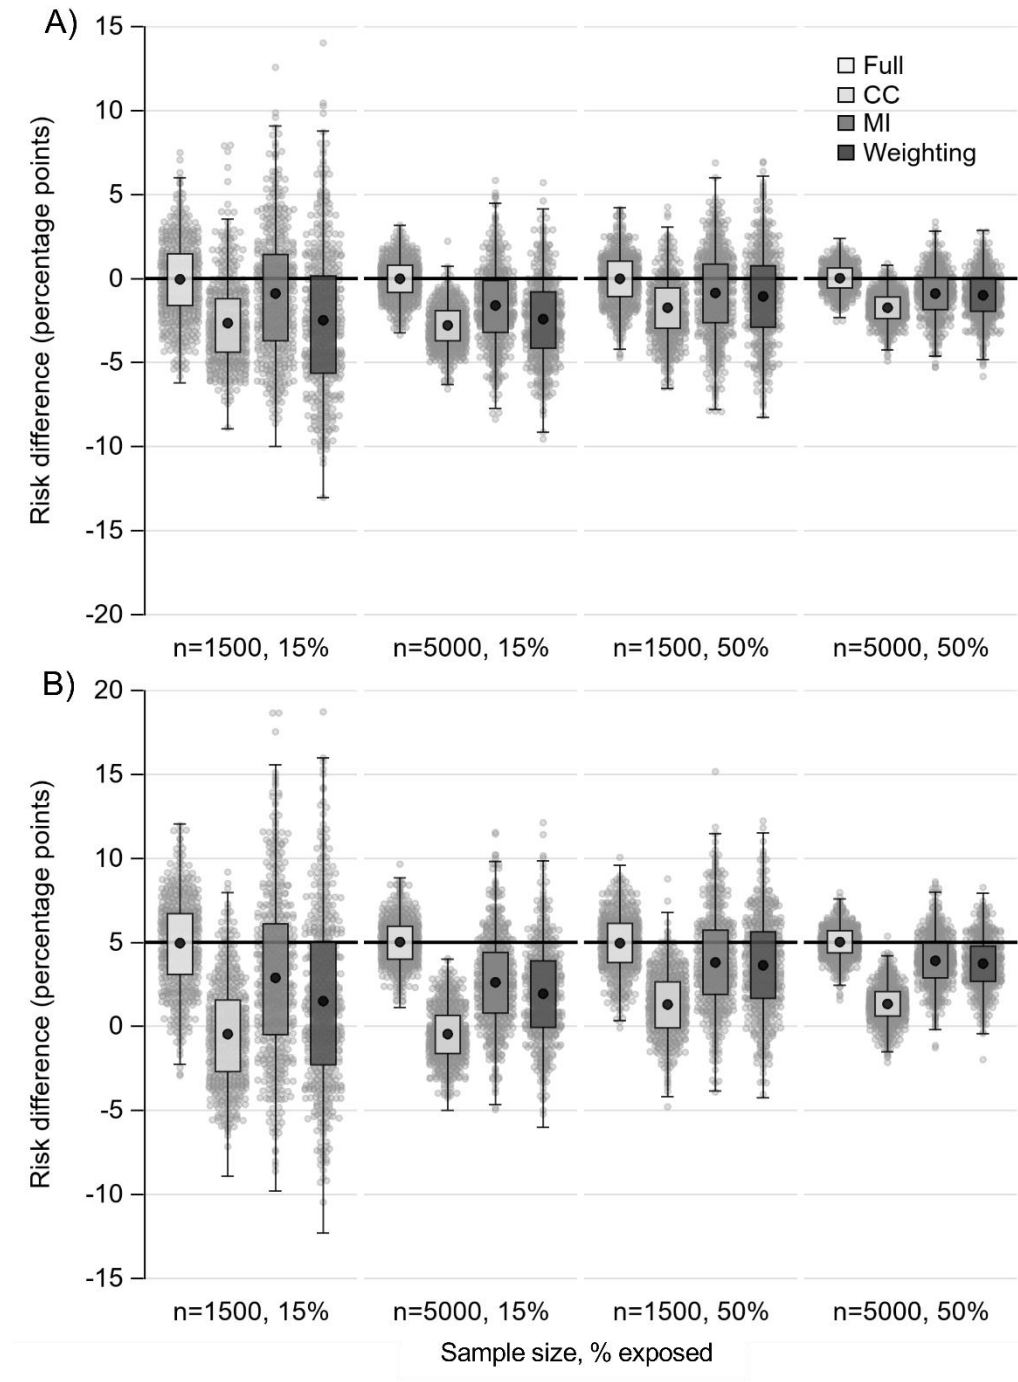 A)
15
10
5
0
-5
-10
-15
-20
Risk difference (percentage points)
Full
CC
MI
Weighting
n=1500, 15%
n=5000, 15%
n=1500, 50%
n=5000, 50%
B)
20
15
10
5
0
-5
-10
-15
Risk difference (percentage points)
n=1500, 15%
n=5000, 15%
n=1500, 50%
n=5000, 50%
Sample size, % exposed